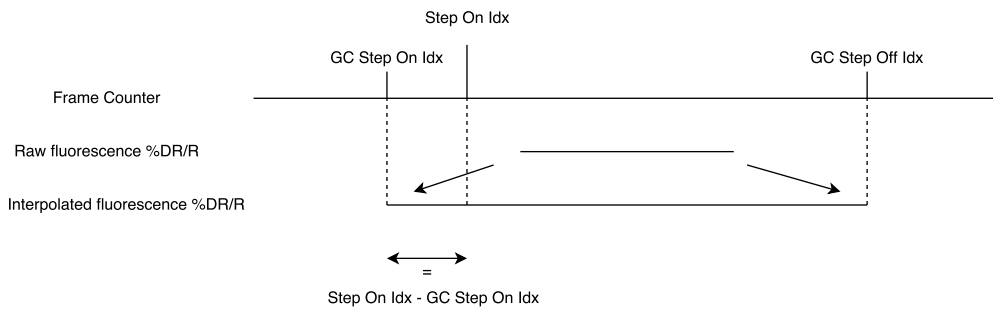 Step On Idx
GC Step On Idx
GC Step Off Idx
Frame Counter
Raw fluorescence %DR/R
Interpolated fluorescence %DR/R
=
Step On Idx - GC Step On Idx